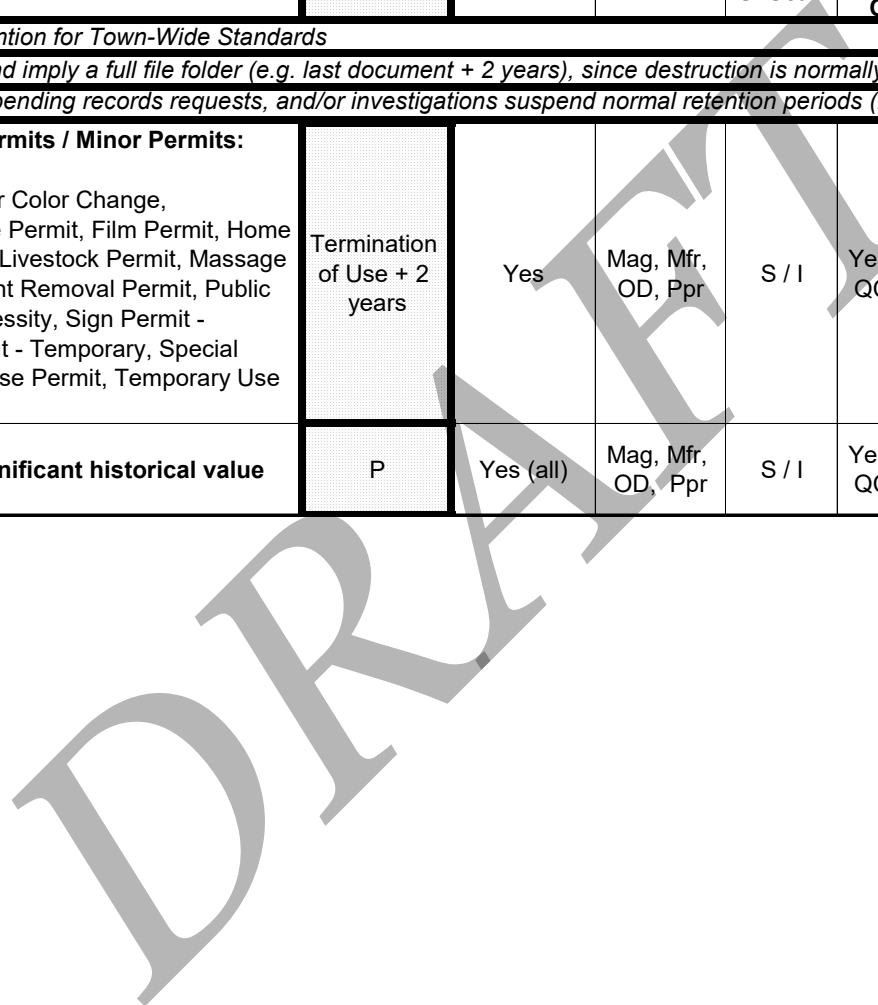 ntion for Town-Wide Standards
nd imply a full file folder (e.g. last document + 2 years), since destruction is normally
pending records requests, and/or investigations suspend normal retention periods (
rmits / Minor Permits:
r Color Change,
e Permit, Film Permit, Home
Livestock Permit, Massage
nt Removal Permit, Public
essity, Sign Permit -
t - Temporary, Special
se Permit, Temporary Use
Termination
of Use + 2
years
Yes
Mag, Mfr,
OD, Ppr
S / I
Ye
QC
nificant historical value
P
Yes (all)
Mag, Mfr,
OD, Ppr
S / I
Ye
QC
DRAFT